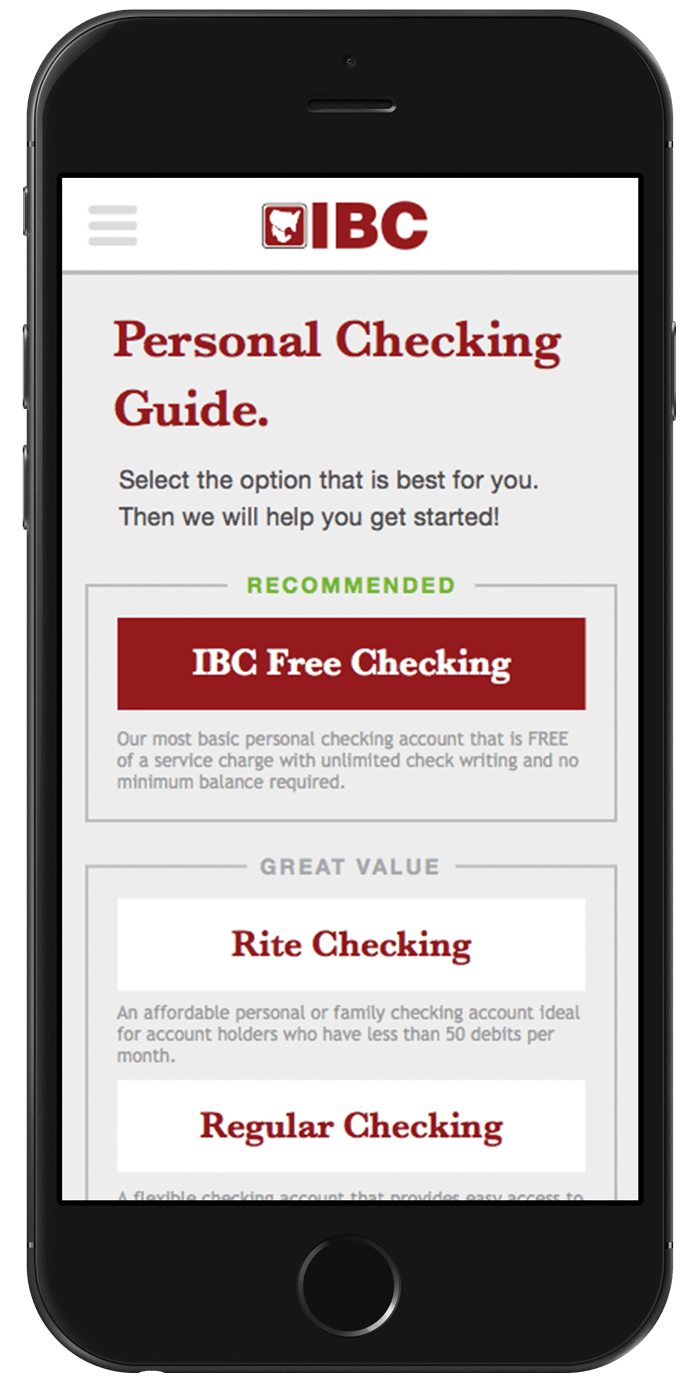 IBC
Personal Checking
Guide.
Select the option that is best for you.
Then we will help you get started!
RECOMMENDED
IBC Free Checking
Our most basic personal checking account that is FREE
of a service charge with unlimited check writing and no
minimum balance required.
GREAT VALUE
Rite Checking
An affordable personal or family checking account ideal
for account holders who have less than 50 debits per
month.
Regular Checking
A flexible checking account that provides easy access to